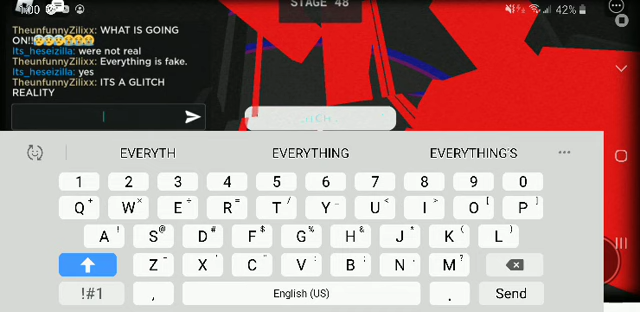 STAGE 48
:00
42%
TheunfunnyZilixx: WHAT IS GOING
ON!!😨😨😨😨😨😨
Its_heseizilla: were not real
TheunfunnyZilixx: Everything is fake.
Its_heseizilla: yes
TheunfunnyZilixx: ITS A GLITCH
REALITY
EVERYTH EVERYTHING EVERYTHING'S ...
1 2 3 4 5 6 7 8 9 0
Q + W × E ÷ R = T / Y _ U < I > O [ P ]
A ! S @ D # F $ G % H & J * K ( L )
Z - X ' C " V : B ; N , M ?
!#1 , English (US) . Send